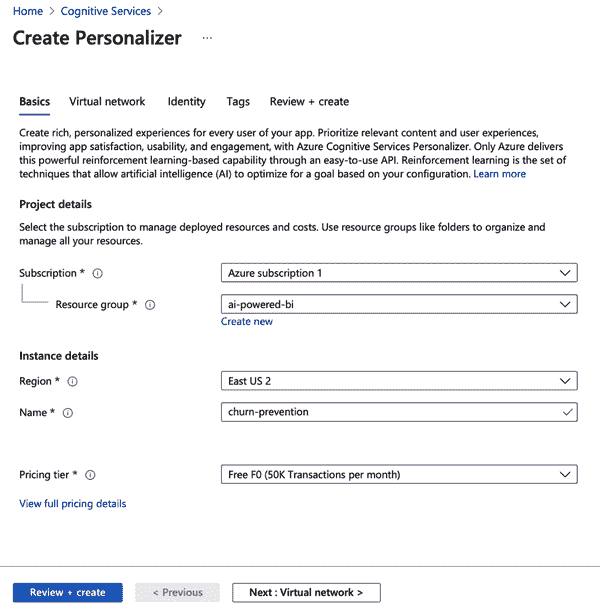 Home > Cognitive Services >
Create Personalizer ...
Basics Virtual network Identity Tags Review + create
Create rich, personalized experiences for every user of your app. Prioritize relevant content and user experiences,
improving app satisfaction, usability, and engagement, with Azure Cognitive Services Personalizer. Only Azure delivers
this powerful reinforcement learning-based capability through an easy-to-use API. Reinforcement learning is the set of
techniques that allow artificial intelligence (AI) to optimize for a goal based on your configuration. Learn more
Project details
Select the subscription to manage deployed resources and costs. Use resource groups like folders to organize and
manage all your resources.
Subscription * Azure subscription 1
Resource group * ai-powered-bi
Create new
Instance details
Region * East US 2
Name * churn-prevention
Pricing tier * Free F0 (50K Transactions per month)
View full pricing details
Review + create < Previous Next : Virtual network >